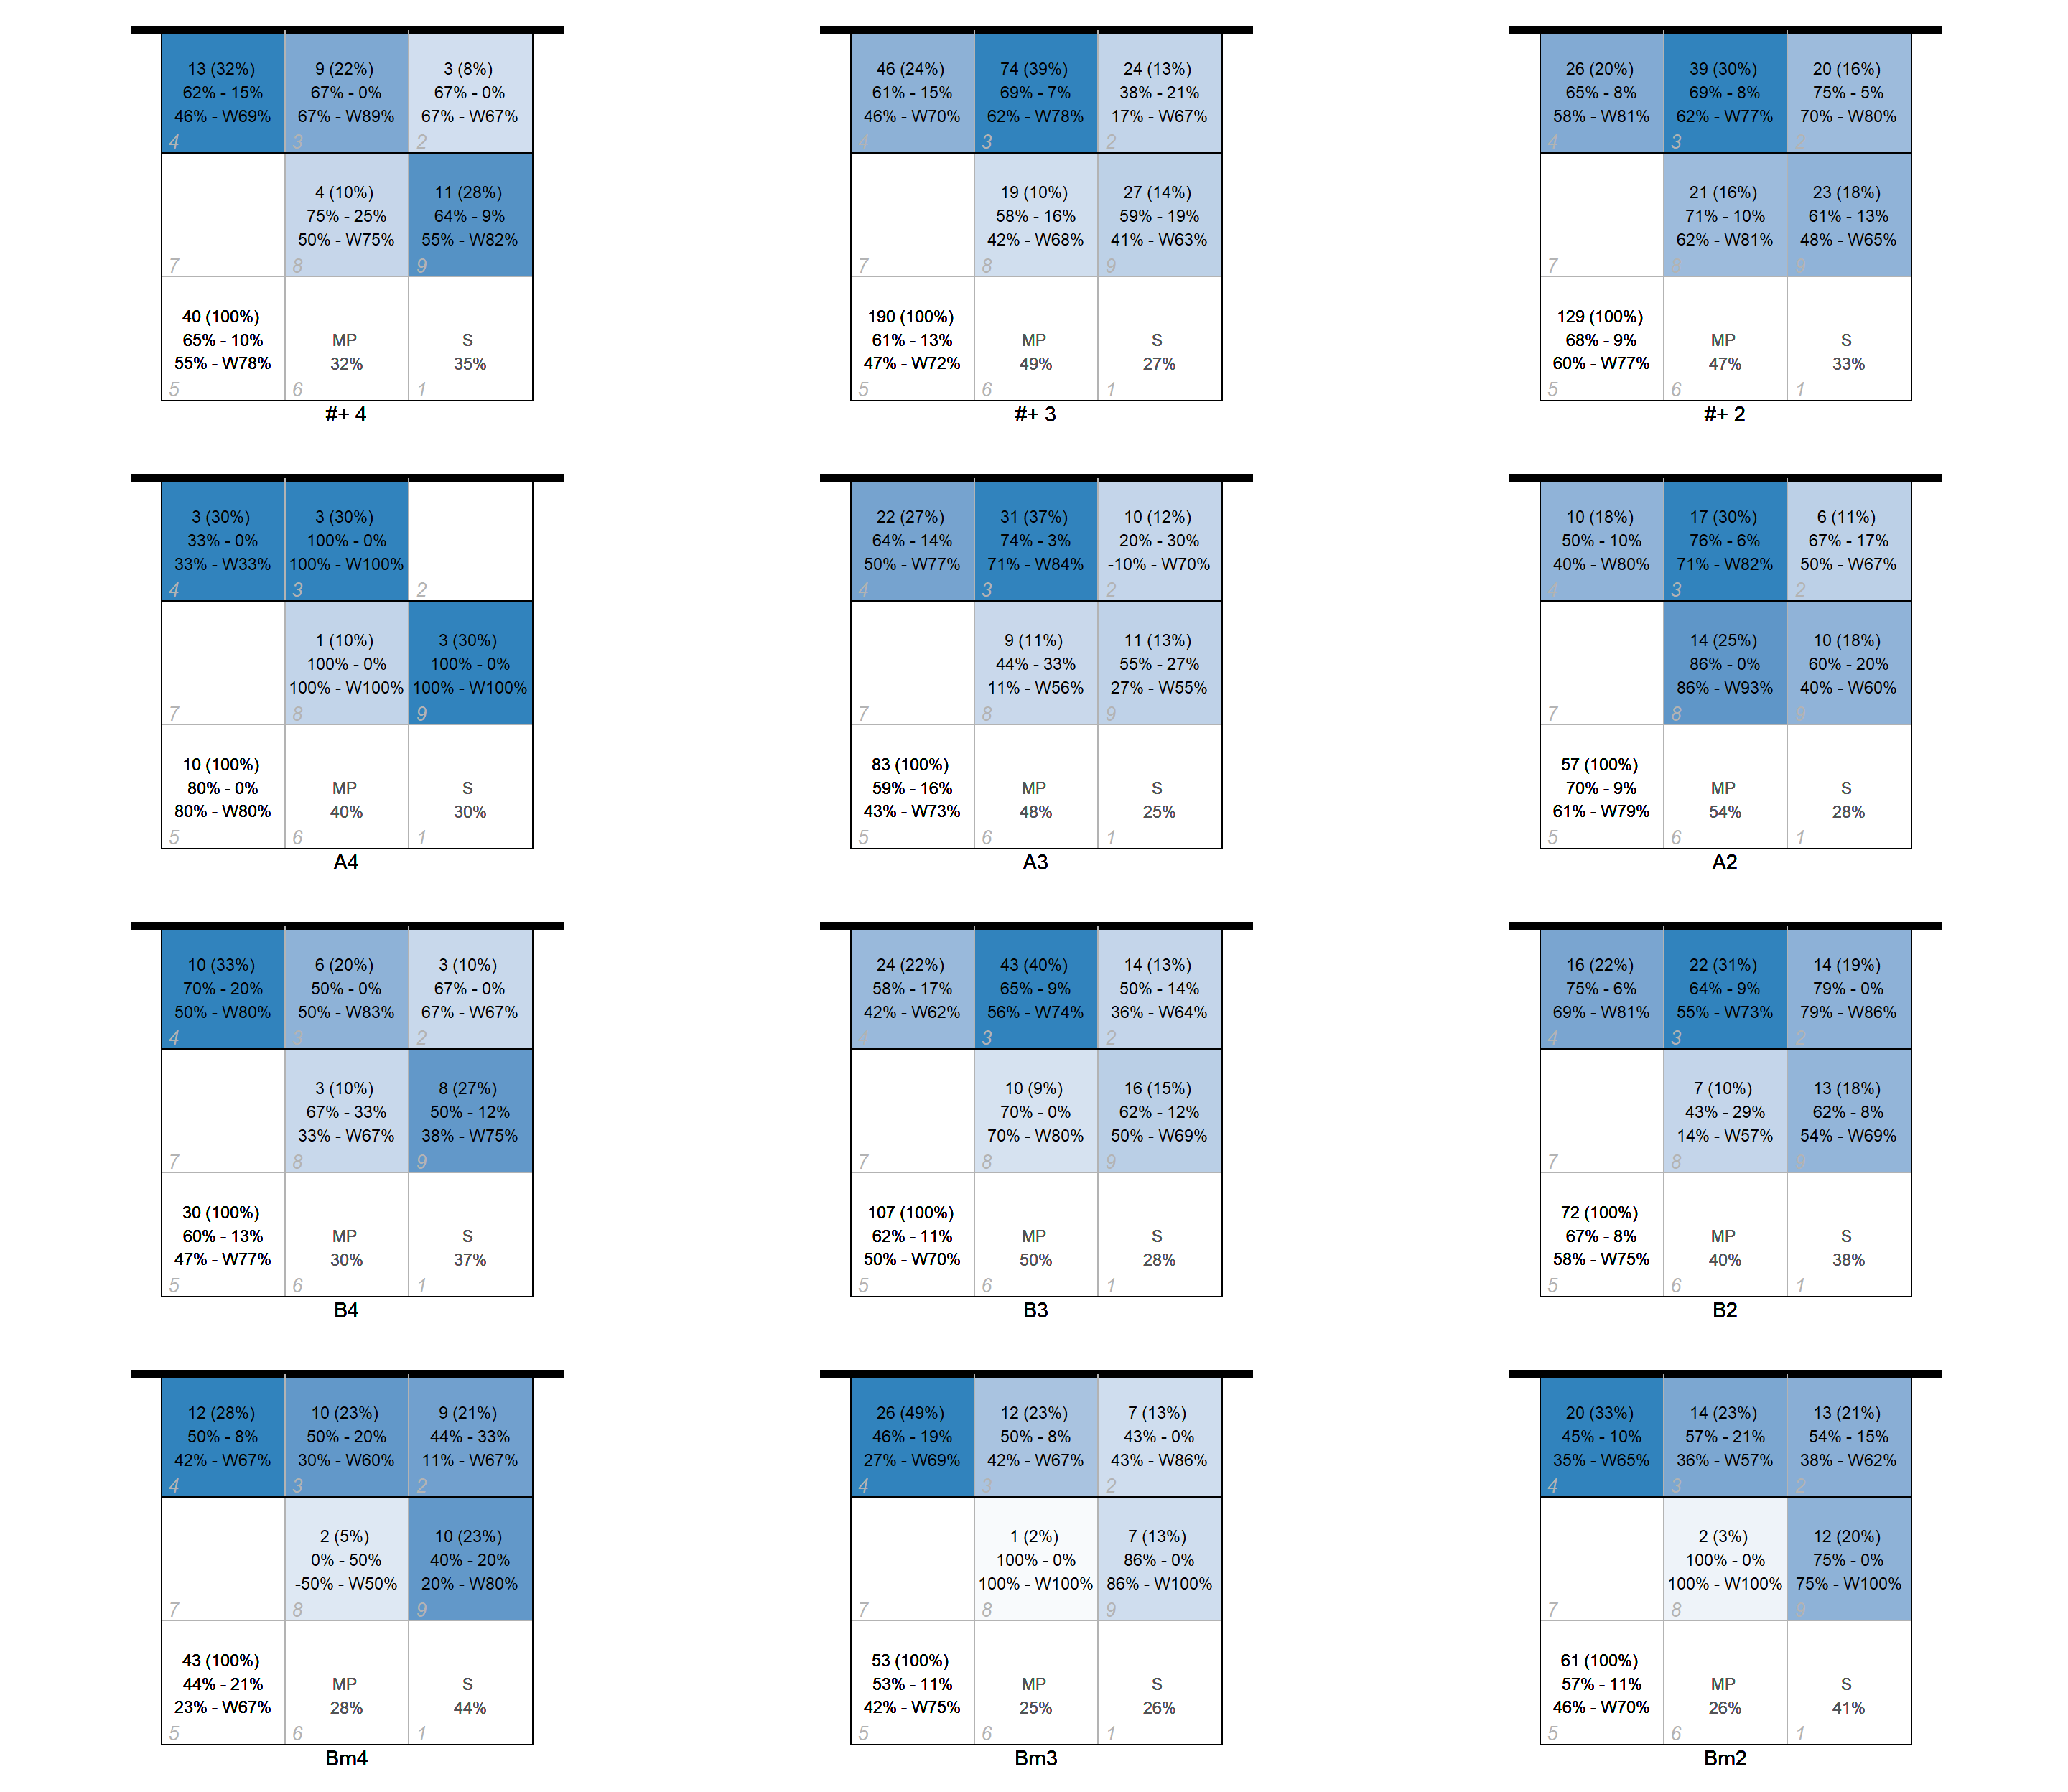 13 (32%)
62% - 15%
46% - W69%
4
9 (22%)
67% - 0%
67% - W89%
3
3 (8%)
67% - 0%
67% - W67%
2
7
4 (10%)
75% - 25%
50% - W75%
8
11 (28%)
64% - 9%
55% - W82%
9
40 (100%)
65% - 10%
55% - W78%
5
MP
32%
6
S
35%
1
#+ 4
46 (24%)
61% - 15%
46% - W70%
4
74 (39%)
69% - 7%
62% - W78%
3
24 (13%)
38% - 21%
17% - W67%
2
7
19 (10%)
58% - 16%
42% - W68%
8
27 (14%)
59% - 19%
41% - W63%
9
190 (100%)
61% - 13%
47% - W72%
5
MP
49%
6
S
27%
1
#+ 3
26 (20%)
65% - 8%
58% - W81%
4
39 (30%)
69% - 8%
62% - W77%
3
20 (16%)
75% - 5%
70% - W80%
2
7
21 (16%)
71% - 10%
62% - W81%
8
23 (18%)
61% - 13%
48% - W65%
9
129 (100%)
68% - 9%
60% - W77%
5
MP
47%
6
S
33%
1
#+ 2
3 (30%)
33% - 0%
33% - W33%
4
3 (30%)
100% - 0%
100% - W100%
3
2
7
1 (10%)
100% - 0%
100% - W100%
8
3 (30%)
100% - 0%
100% - W100%
9
10 (100%)
80% - 0%
80% - W80%
5
MP
40%
6
S
30%
1
A4
22 (27%)
64% - 14%
50% - W77%
4
31 (37%)
74% - 3%
71% - W84%
3
10 (12%)
20% - 30%
-10% - W70%
2
7
9 (11%)
44% - 33%
11% - W56%
8
11 (13%)
55% - 27%
27% - W55%
9
83 (100%)
59% - 16%
43% - W73%
5
MP
48%
6
S
25%
1
A3
10 (18%)
50% - 10%
40% - W80%
4
17 (30%)
76% - 6%
71% - W82%
3
6 (11%)
67% - 17%
50% - W67%
2
7
14 (25%)
86% - 0%
86% - W93%
8
10 (18%)
60% - 20%
40% - W60%
9
57 (100%)
70% - 9%
61% - W79%
5
MP
54%
6
S
28%
1
A2
10 (33%)
70% - 20%
50% - W80%
4
6 (20%)
50% - 0%
50% - W83%
3
3 (10%)
67% - 0%
67% - W67%
2
7
3 (10%)
67% - 33%
33% - W67%
8
8 (27%)
50% - 12%
38% - W75%
9
30 (100%)
60% - 13%
47% - W77%
5
MP
30%
6
S
37%
1
B4
24 (22%)
58% - 17%
42% - W62%
4
43 (40%)
65% - 9%
56% - W74%
3
14 (13%)
50% - 14%
36% - W64%
2
7
10 (9%)
70% - 0%
70% - W80%
8
16 (15%)
62% - 12%
50% - W69%
9
107 (100%)
62% - 11%
50% - W70%
5
MP
50%
6
S
28%
1
B3
16 (22%)
75% - 6%
69% - W81%
4
22 (31%)
64% - 9%
55% - W73%
3
14 (19%)
79% - 0%
79% - W86%
2
7
7 (10%)
43% - 29%
14% - W57%
8
13 (18%)
62% - 8%
54% - W69%
9
72 (100%)
67% - 8%
58% - W75%
5
MP
40%
6
S
38%
1
B2
12 (28%)
50% - 8%
42% - W67%
4
10 (23%)
50% - 20%
30% - W60%
3
9 (21%)
44% - 33%
11% - W67%
2
7
2 (5%)
0% - 50%
-50% - W50%
8
10 (23%)
40% - 20%
20% - W80%
9
43 (100%)
44% - 21%
23% - W67%
5
MP
28%
6
S
44%
1
Bm4
26 (49%)
46% - 19%
27% - W69%
4
12 (23%)
50% - 8%
42% - W67%
3
7 (13%)
43% - 0%
43% - W86%
2
7
1 (2%)
100% - 0%
100% - W100%
8
7 (13%)
86% - 0%
86% - W100%
9
53 (100%)
53% - 11%
42% - W75%
5
MP
25%
6
S
26%
1
Bm3
20 (33%)
45% - 10%
35% - W65%
4
14 (23%)
57% - 21%
36% - W57%
3
13 (21%)
54% - 15%
38% - W62%
2
7
2 (3%)
100% - 0%
100% - W100%
8
12 (20%)
75% - 0%
75% - W100%
9
61 (100%)
57% - 11%
46% - W70%
5
MP
26%
6
S
41%
1
Bm2